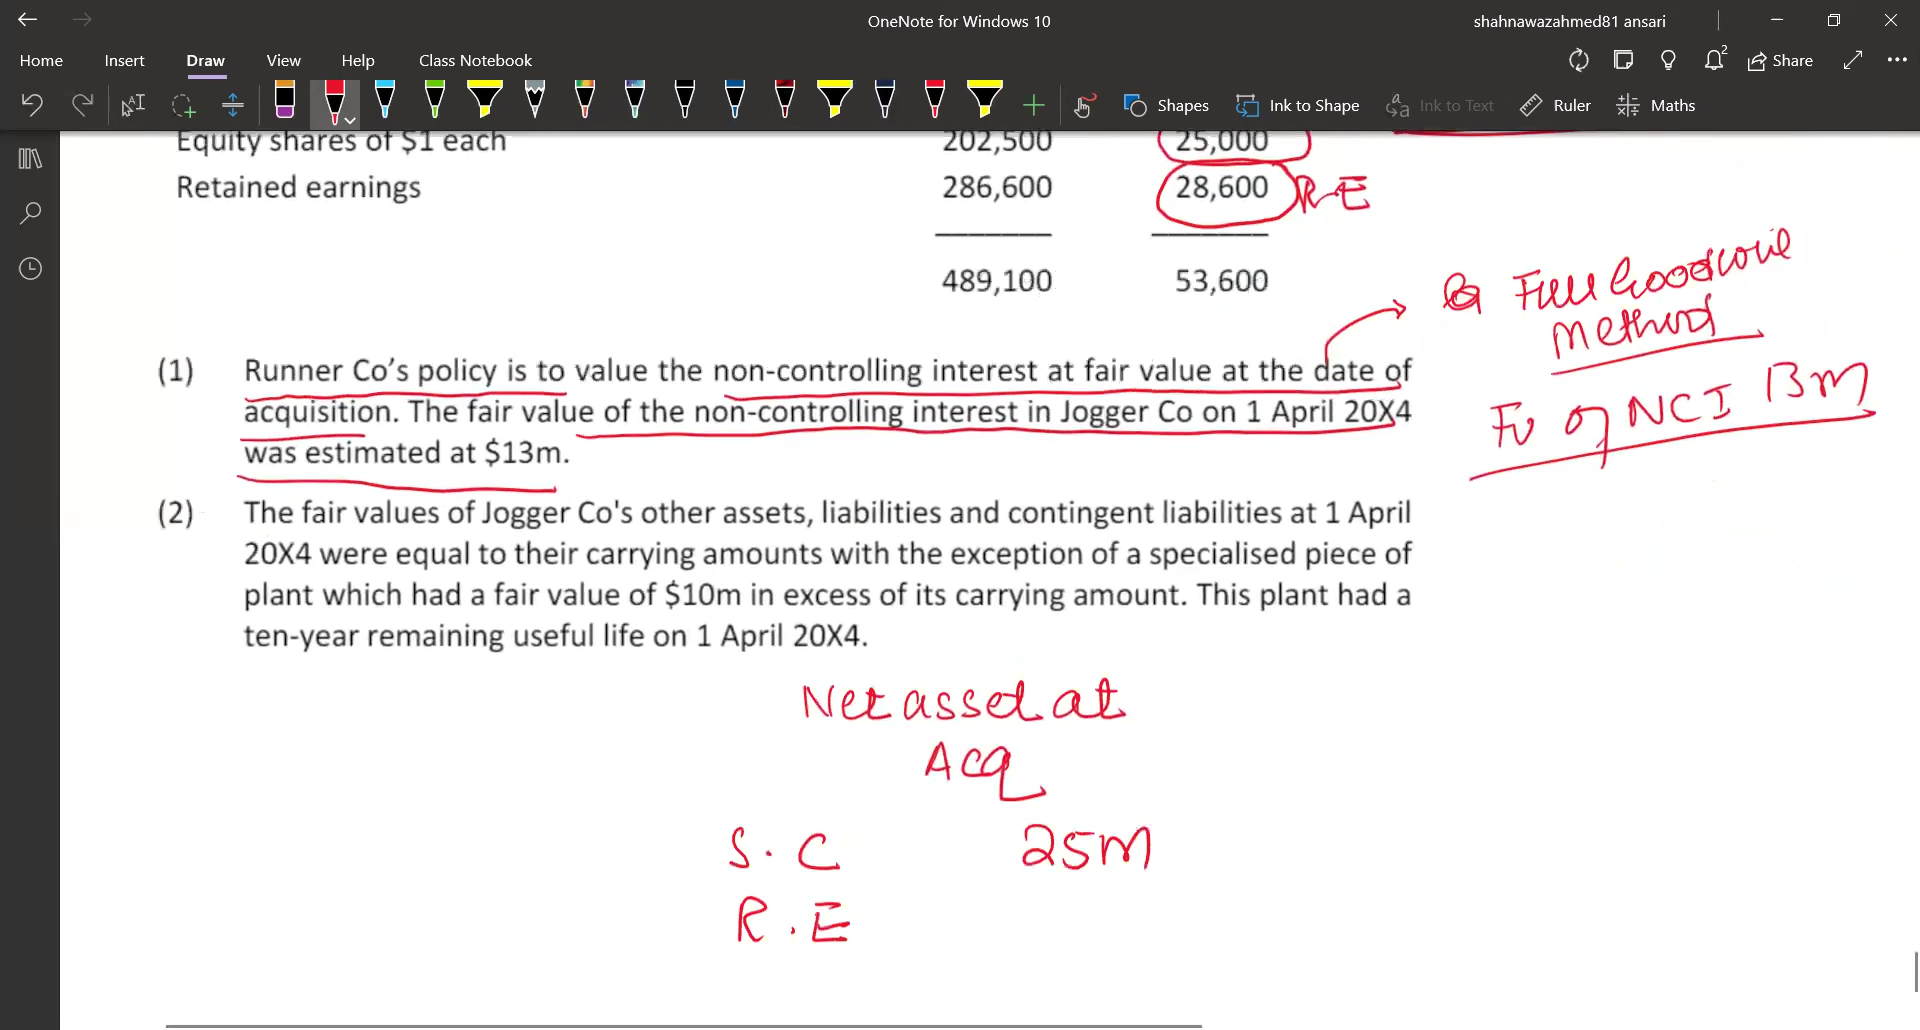 OneNote for Windows 10
shahnawazahmed81 ansari
Home Insert Draw View Help Class Notebook
2
Share
Shapes Ink to Shape Ink to Text Ruler Maths
Equity shares of $1 each 202,500 25,000
Retained earnings 286,600 28,600 R E
489,100 53,600
Full Goodwill
Method
(1) Runner Co's policy is to value the non-controlling interest at fair value at the date of
acquisition. The fair value of the non-controlling interest in Jogger Co on 1 April 20X4
was estimated at $13m.
Fv of NCI 13m
(2) The fair values of Jogger Co's other assets, liabilities and contingent liabilities at 1 April
20X4 were equal to their carrying amounts with the exception of a specialised piece of
plant which had a fair value of $10m in excess of its carrying amount. This plant had a
ten-year remaining useful life on 1 April 20X4.
Net asset at
Acq
S. C 25M
R. E